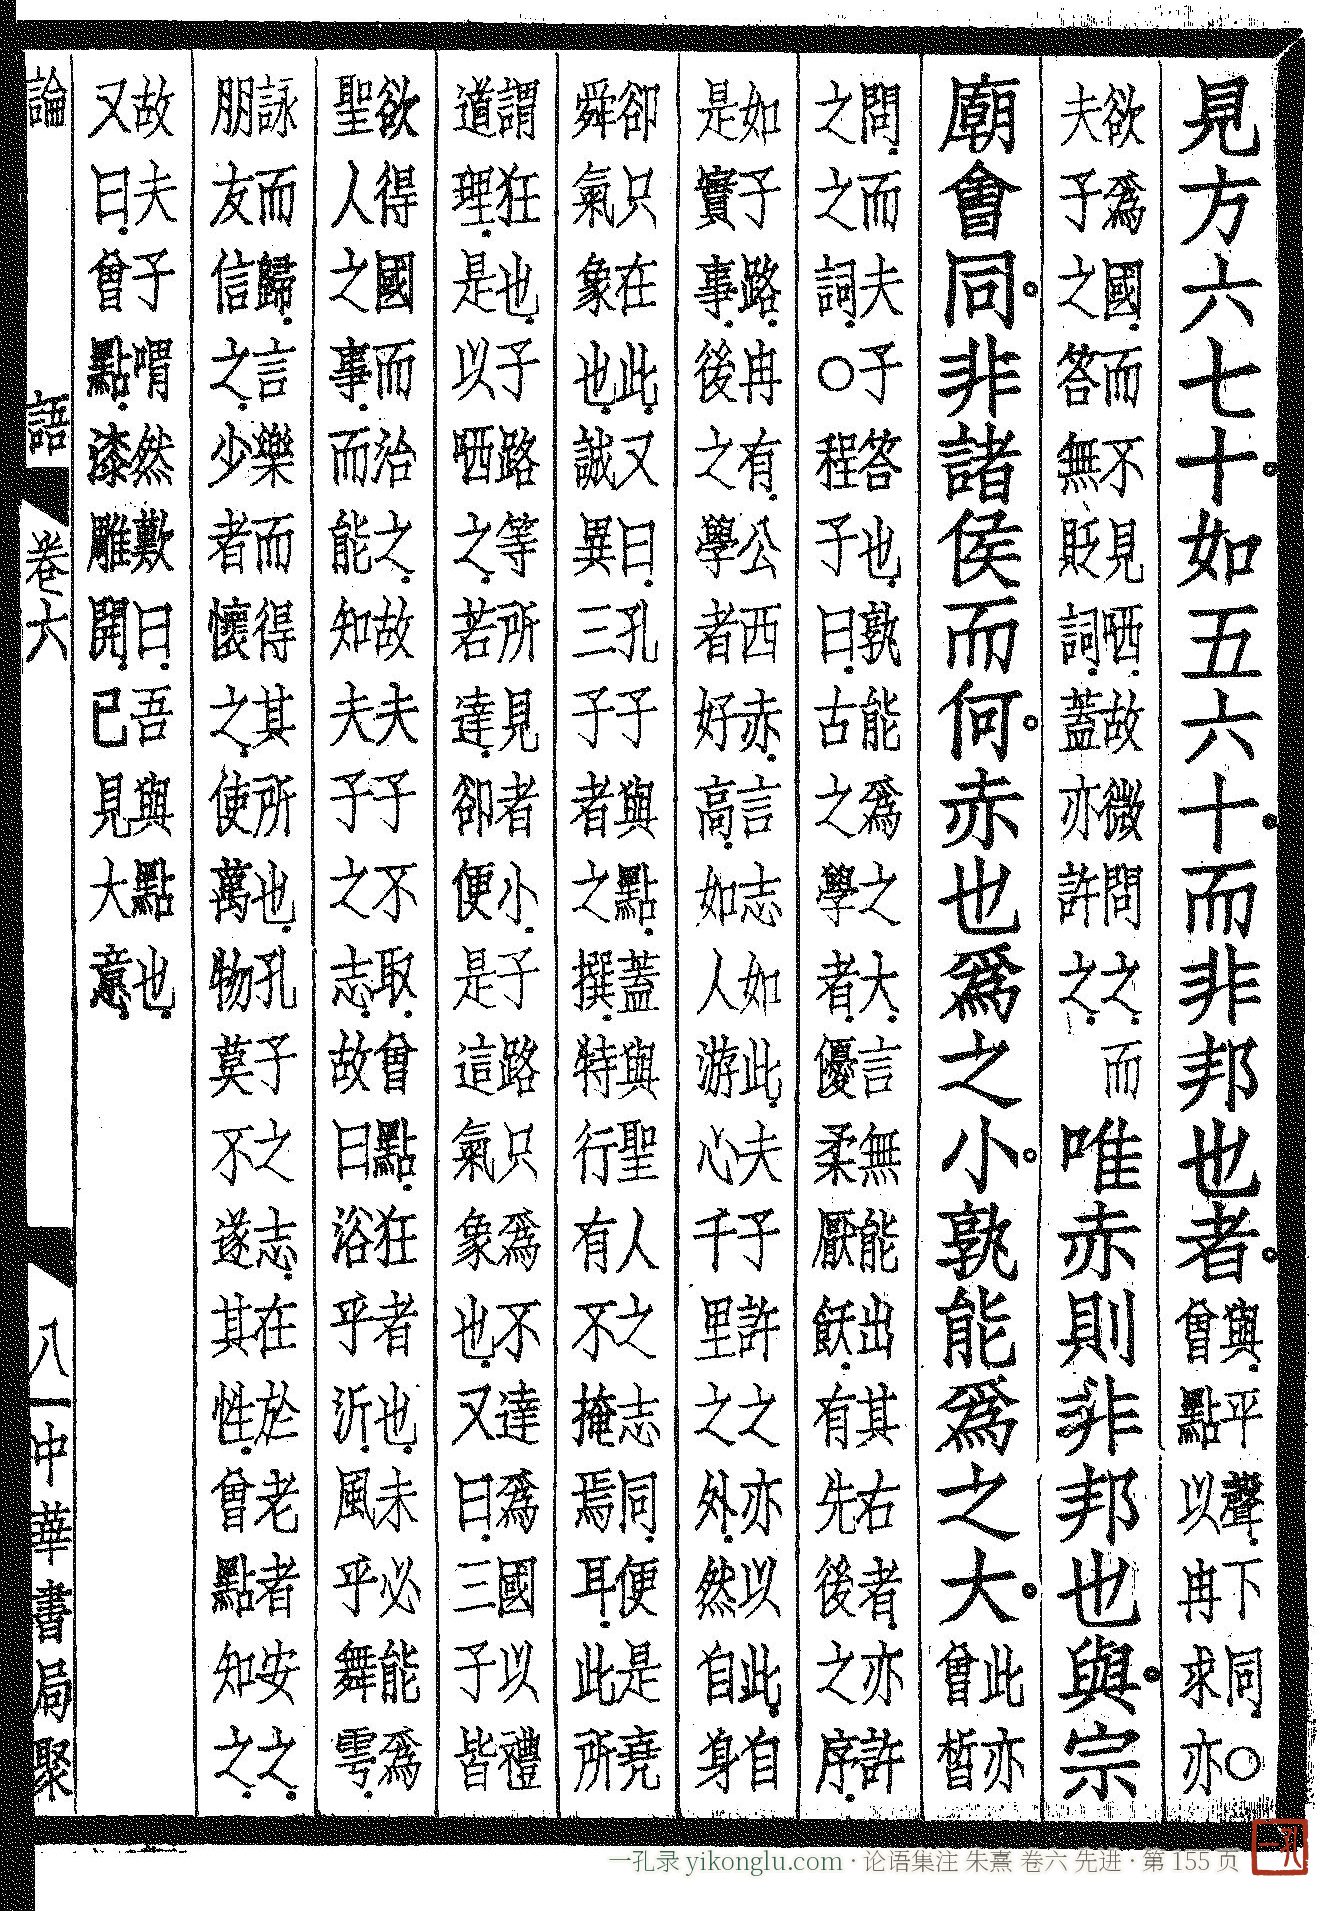 見方六七十。如五六十。而非邦也者。與。平聲。下同。○
曾點以冉求亦
欲爲國。而不見哂。故微問之。而
夫子之答無貶詞。蓋亦許之。
唯赤則非邦也與。宗
廟會同。非諸侯而何。赤也爲之小。孰能爲之大。此亦
曾晳
問。而夫子答也。孰能爲之大。言無能出其右者。亦許
之之詞。○程子曰。古之學者。優柔厭飫。有先後之序。
如子路。冉有。公西赤。言志如此。夫子許之。亦以此。自
是實事。後之學者好高。如人游心千里之外。然自身
卻只在此。又曰。孔子與點。蓋與聖人之志同。便是堯
舜氣象也。誠異三子者之撰。特行有不掩焉耳。此所
謂狂也。子路等所見者小。子路只爲不達爲國以禮
道理。是以哂之。若達。卻便是這氣象也。又曰。三子皆
欲得國而治之。故夫子不取。曾點。狂者也。未必能爲
聖人之事。而能知夫子之志。故曰浴乎沂。風乎舞雩。
詠而歸。言樂而得其所也。孔子之志。在於老者安之。
朋友信之。少者懷之。使萬物莫不遂其性。曾點知之。
故夫子喟然歎曰。吾與點也。
又曰。曾點。漆雕開。已見大意。
論 語 卷六 八一中華書局聚
一孔录 yikonglu.com · 论语集注 朱熹 卷六 先进 · 第 155 页
一孔